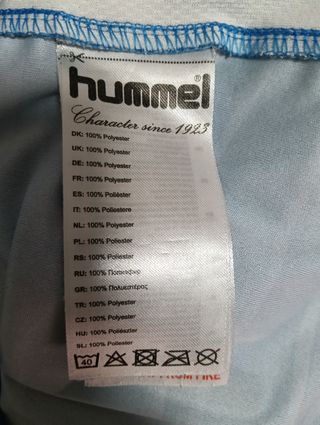 hummel®
Character since 1923
DK: 100% Polyester
UK: 100% Polyester
DE: 100% Polyester
FR: 100% Polyester
ES: 100% Poliéster
IT: 100% Poliestere
NL: 100% Polyester
PL: 100% Poliester
RS: 100% Poliester
RU: 100% Полиэфир
GR: 100% Πολυεστέρας
TR: 100% Polyester
CZ: 100% Polyester
HU: 100% Poliészter
SL: 100% Poliester
40
FROM FIRE